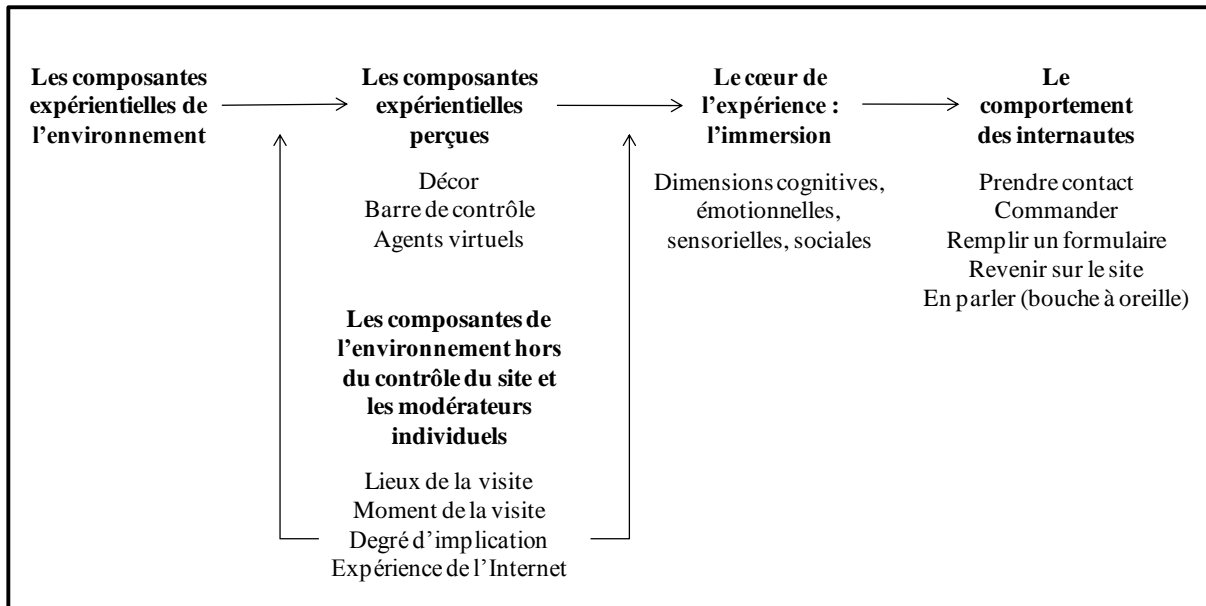 Les composantes
expérientielles de
l'environnement
Les composantes
expérientielles
perçues
Décor
Barre de contrôle
Agents virtuels
Les composantes de
l'environnement hors
du contrôle du site et
les modérateurs
individuels
Lieux de la visite
Moment de la visite
Degré d'implication
Expérience de l'Internet
Le cœur de
l'expérience :
l'immersion
Dimensions cognitives,
émotionnelles,
sensorielles, sociales
Le
comportement
des internautes
Prendre contact
Commander
Remplir un formulaire
Revenir sur le site
En parler (bouche à oreille)